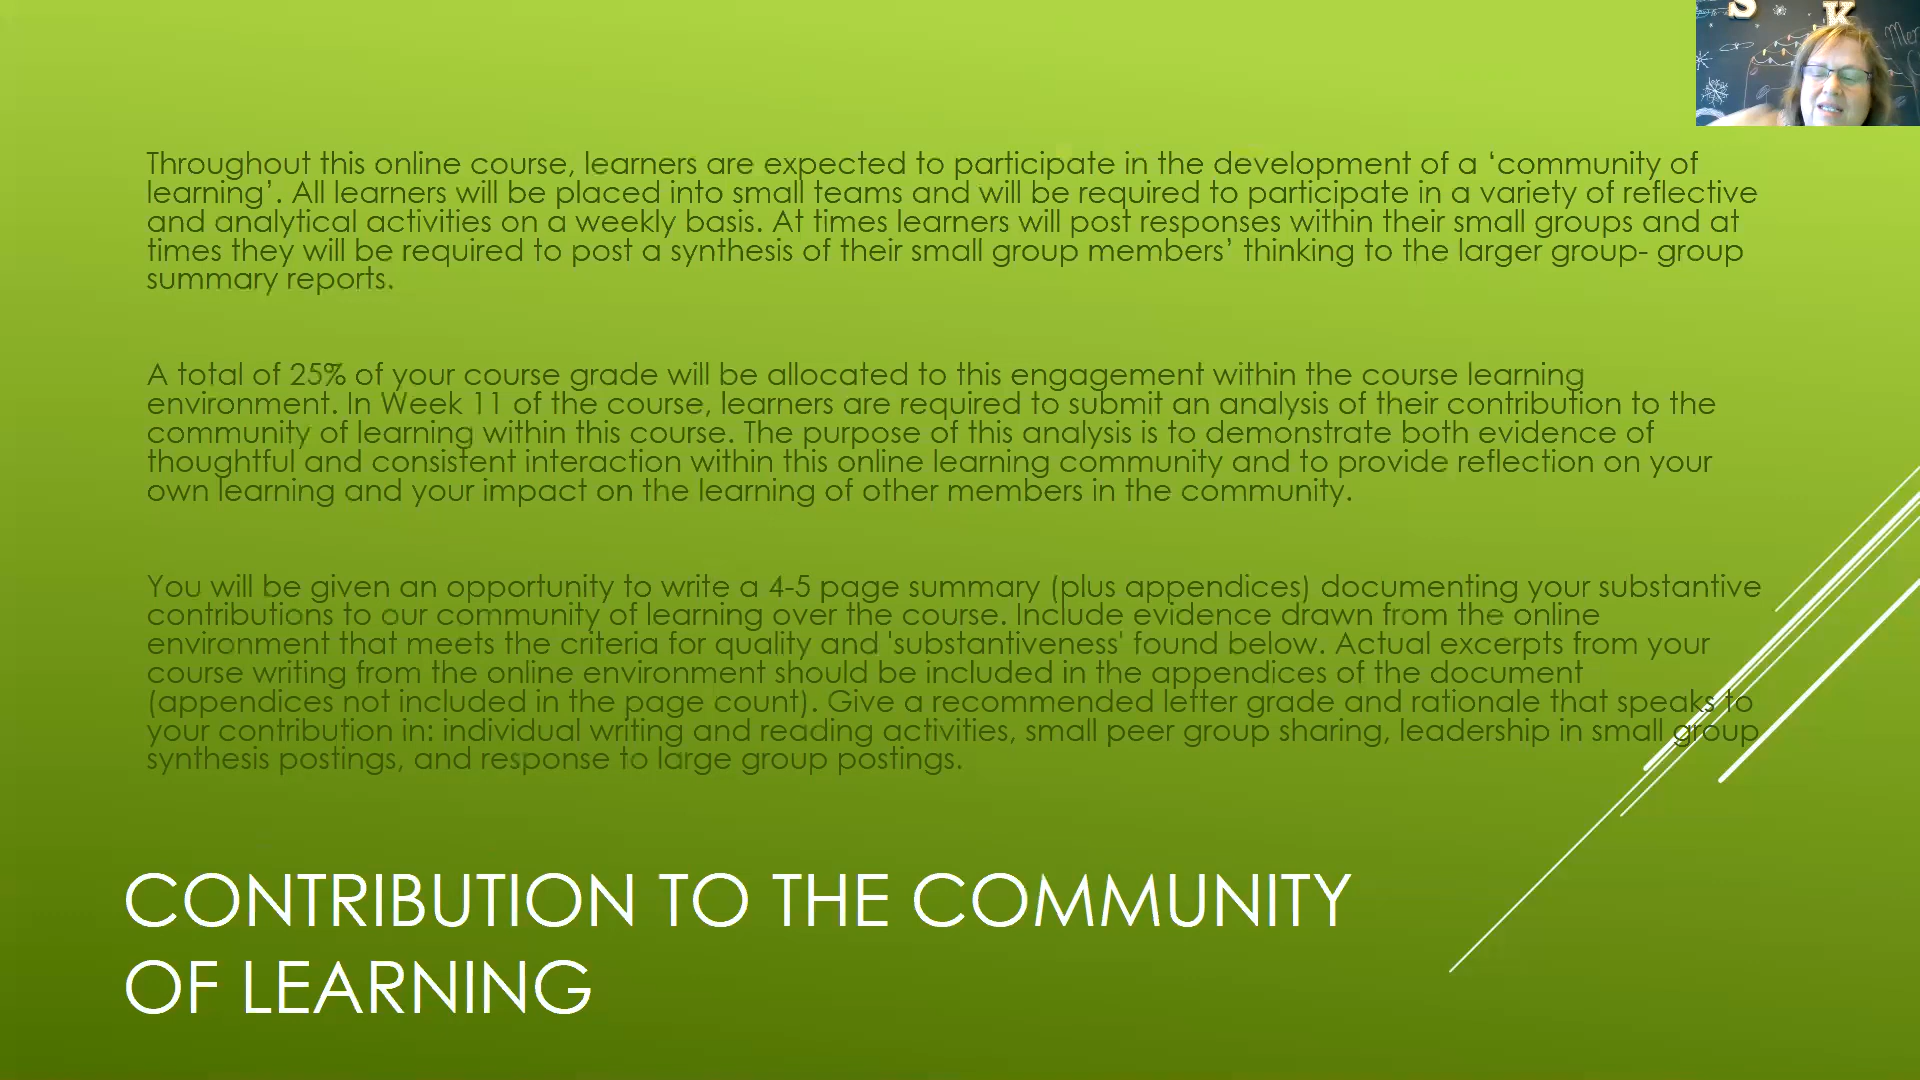 S K
Mer
Throughout this online course, learners are expected to participate in the development of a ‘community of
learning’. All learners will be placed into small teams and will be required to participate in a variety of reflective
and analytical activities on a weekly basis. At times learners will post responses within their small groups and at
times they will be required to post a synthesis of their small group members’ thinking to the larger group- group
summary reports.
A total of 25% of your course grade will be allocated to this engagement within the course learning
environment. In Week 11 of the course, learners are required to submit an analysis of their contribution to the
community of learning within this course. The purpose of this analysis is to demonstrate both evidence of
thoughtful and consistent interaction within this online learning community and to provide reflection on your
own learning and your impact on the learning of other members in the community.
You will be given an opportunity to write a 4-5 page summary (plus appendices) documenting your substantive
contributions to our community of learning over the course. Include evidence drawn from the online
environment that meets the criteria for quality and 'substantiveness' found below. Actual excerpts from your
course writing from the online environment should be included in the appendices of the document
(appendices not included in the page count). Give a recommended letter grade and rationale that speaks to
your contribution in: individual writing and reading activities, small peer group sharing, leadership in small group
synthesis postings, and response to large group postings.
CONTRIBUTION TO THE COMMUNITY
OF LEARNING